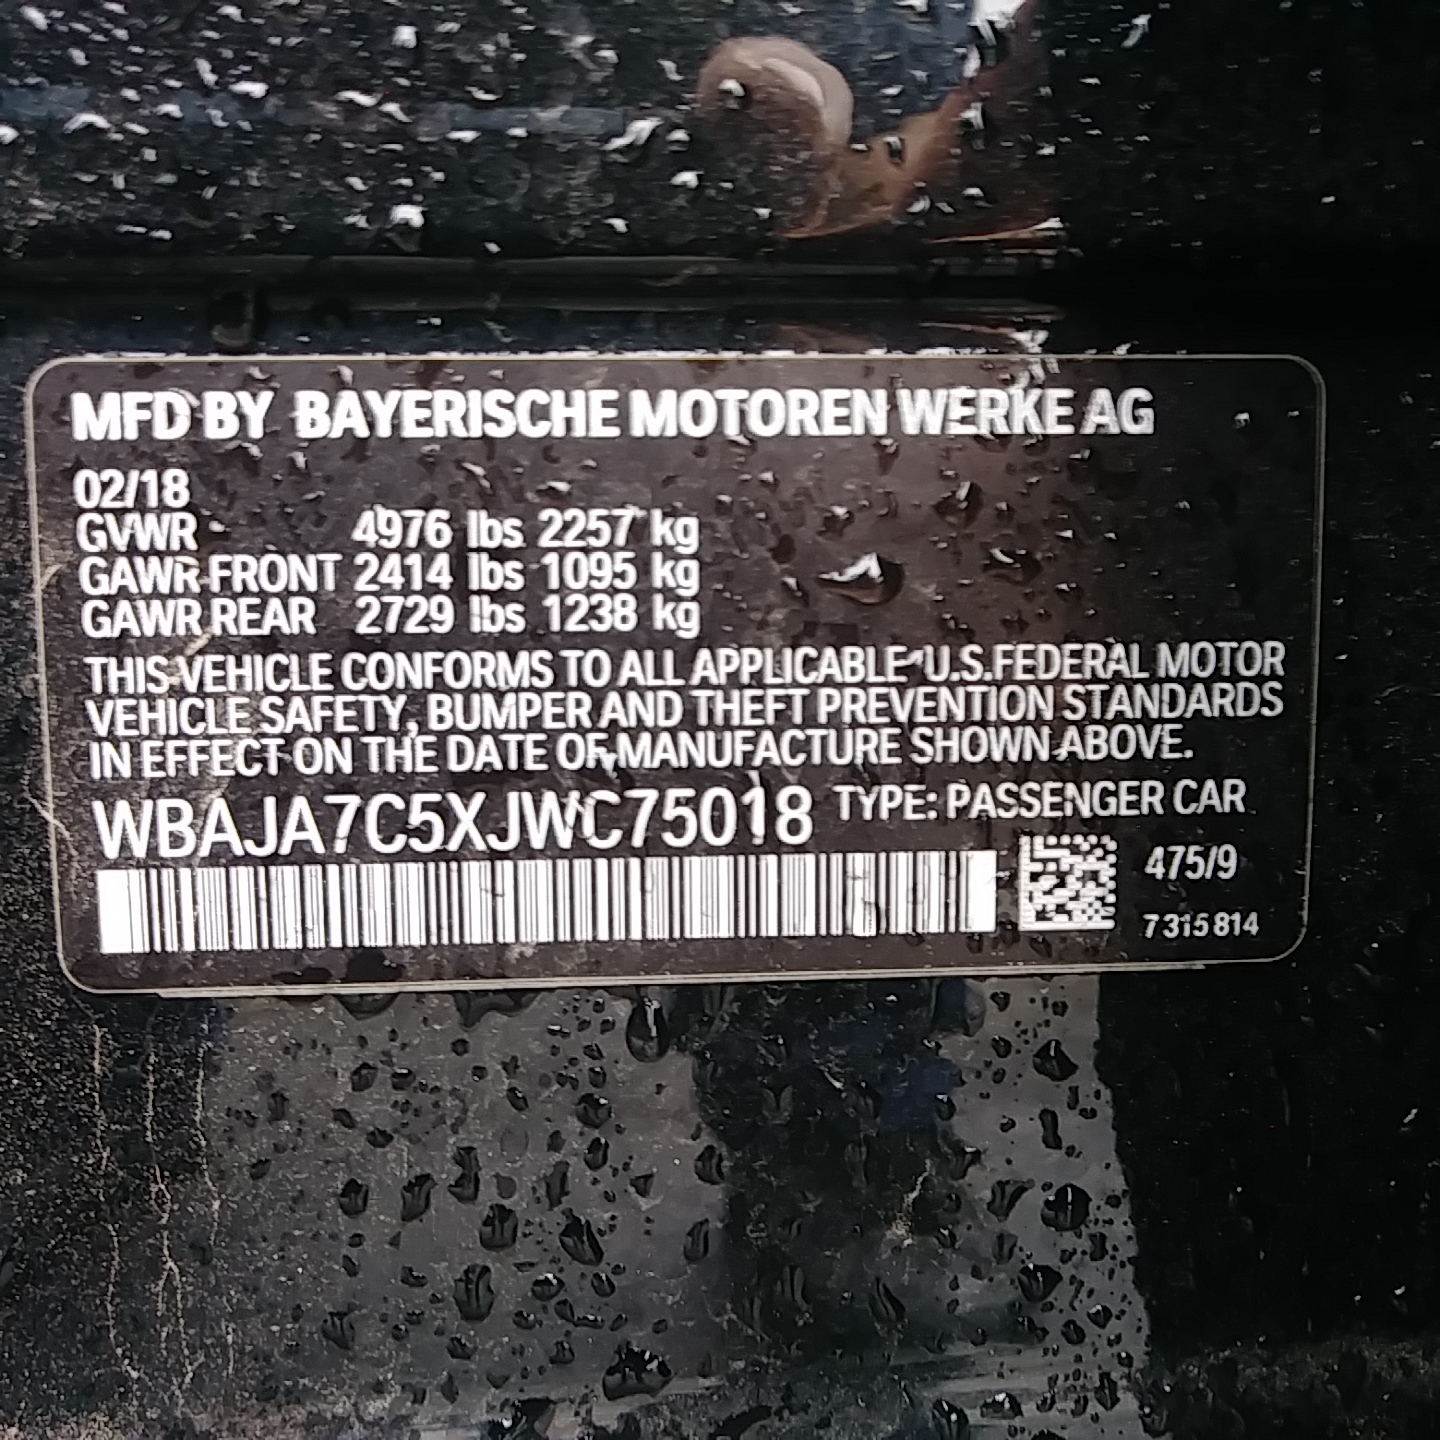 MFD BY BAYERISCHE MOTOREN WERKE AG
02/18
GVWR 4976 lbs 2257 kg
GAWR FRONT 2414 lbs 1095 kg
GAWR REAR 2729 lbs 1238 kg
THIS VEHICLE CONFORMS TO ALL APPLICABLE U.S.FEDERAL MOTOR
VEHICLE SAFETY, BUMPER AND THEFT PREVENTION STANDARDS
IN EFFECT ON THE DATE OF MANUFACTURE SHOWN ABOVE.
WBAJA7C5XJWC75018 TYPE: PASSENGER CAR
475/9
7315814